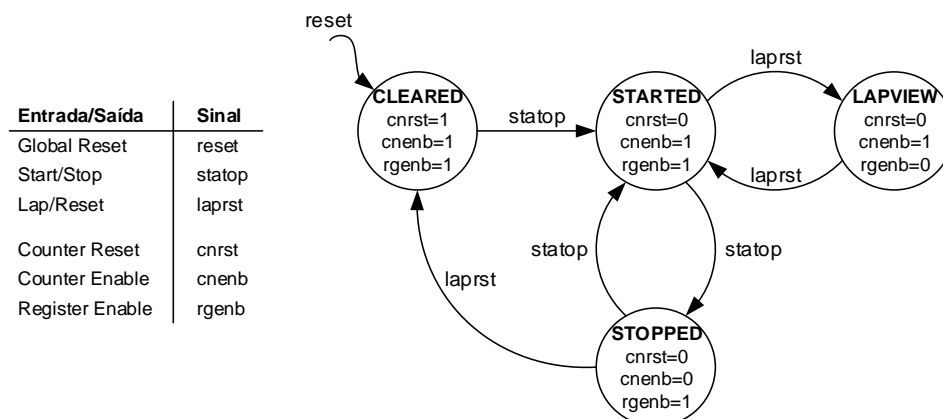 Entrada/Saída Sinal
Global Reset reset
Start/Stop statop
Lap/Reset laprst
Counter Reset cnrst
Counter Enable cnenb
Register Enable rgenb
reset
CLEARED
cnrst=1
cnenb=1
rgenb=1
statop
STARTED
cnrst=0
cnenb=1
rgenb=1
laprst
laprst
LAPVIEW
cnrst=0
cnenb=1
rgenb=0
statop
statop
laprst
STOPPED
cnrst=0
cnenb=0
rgenb=1